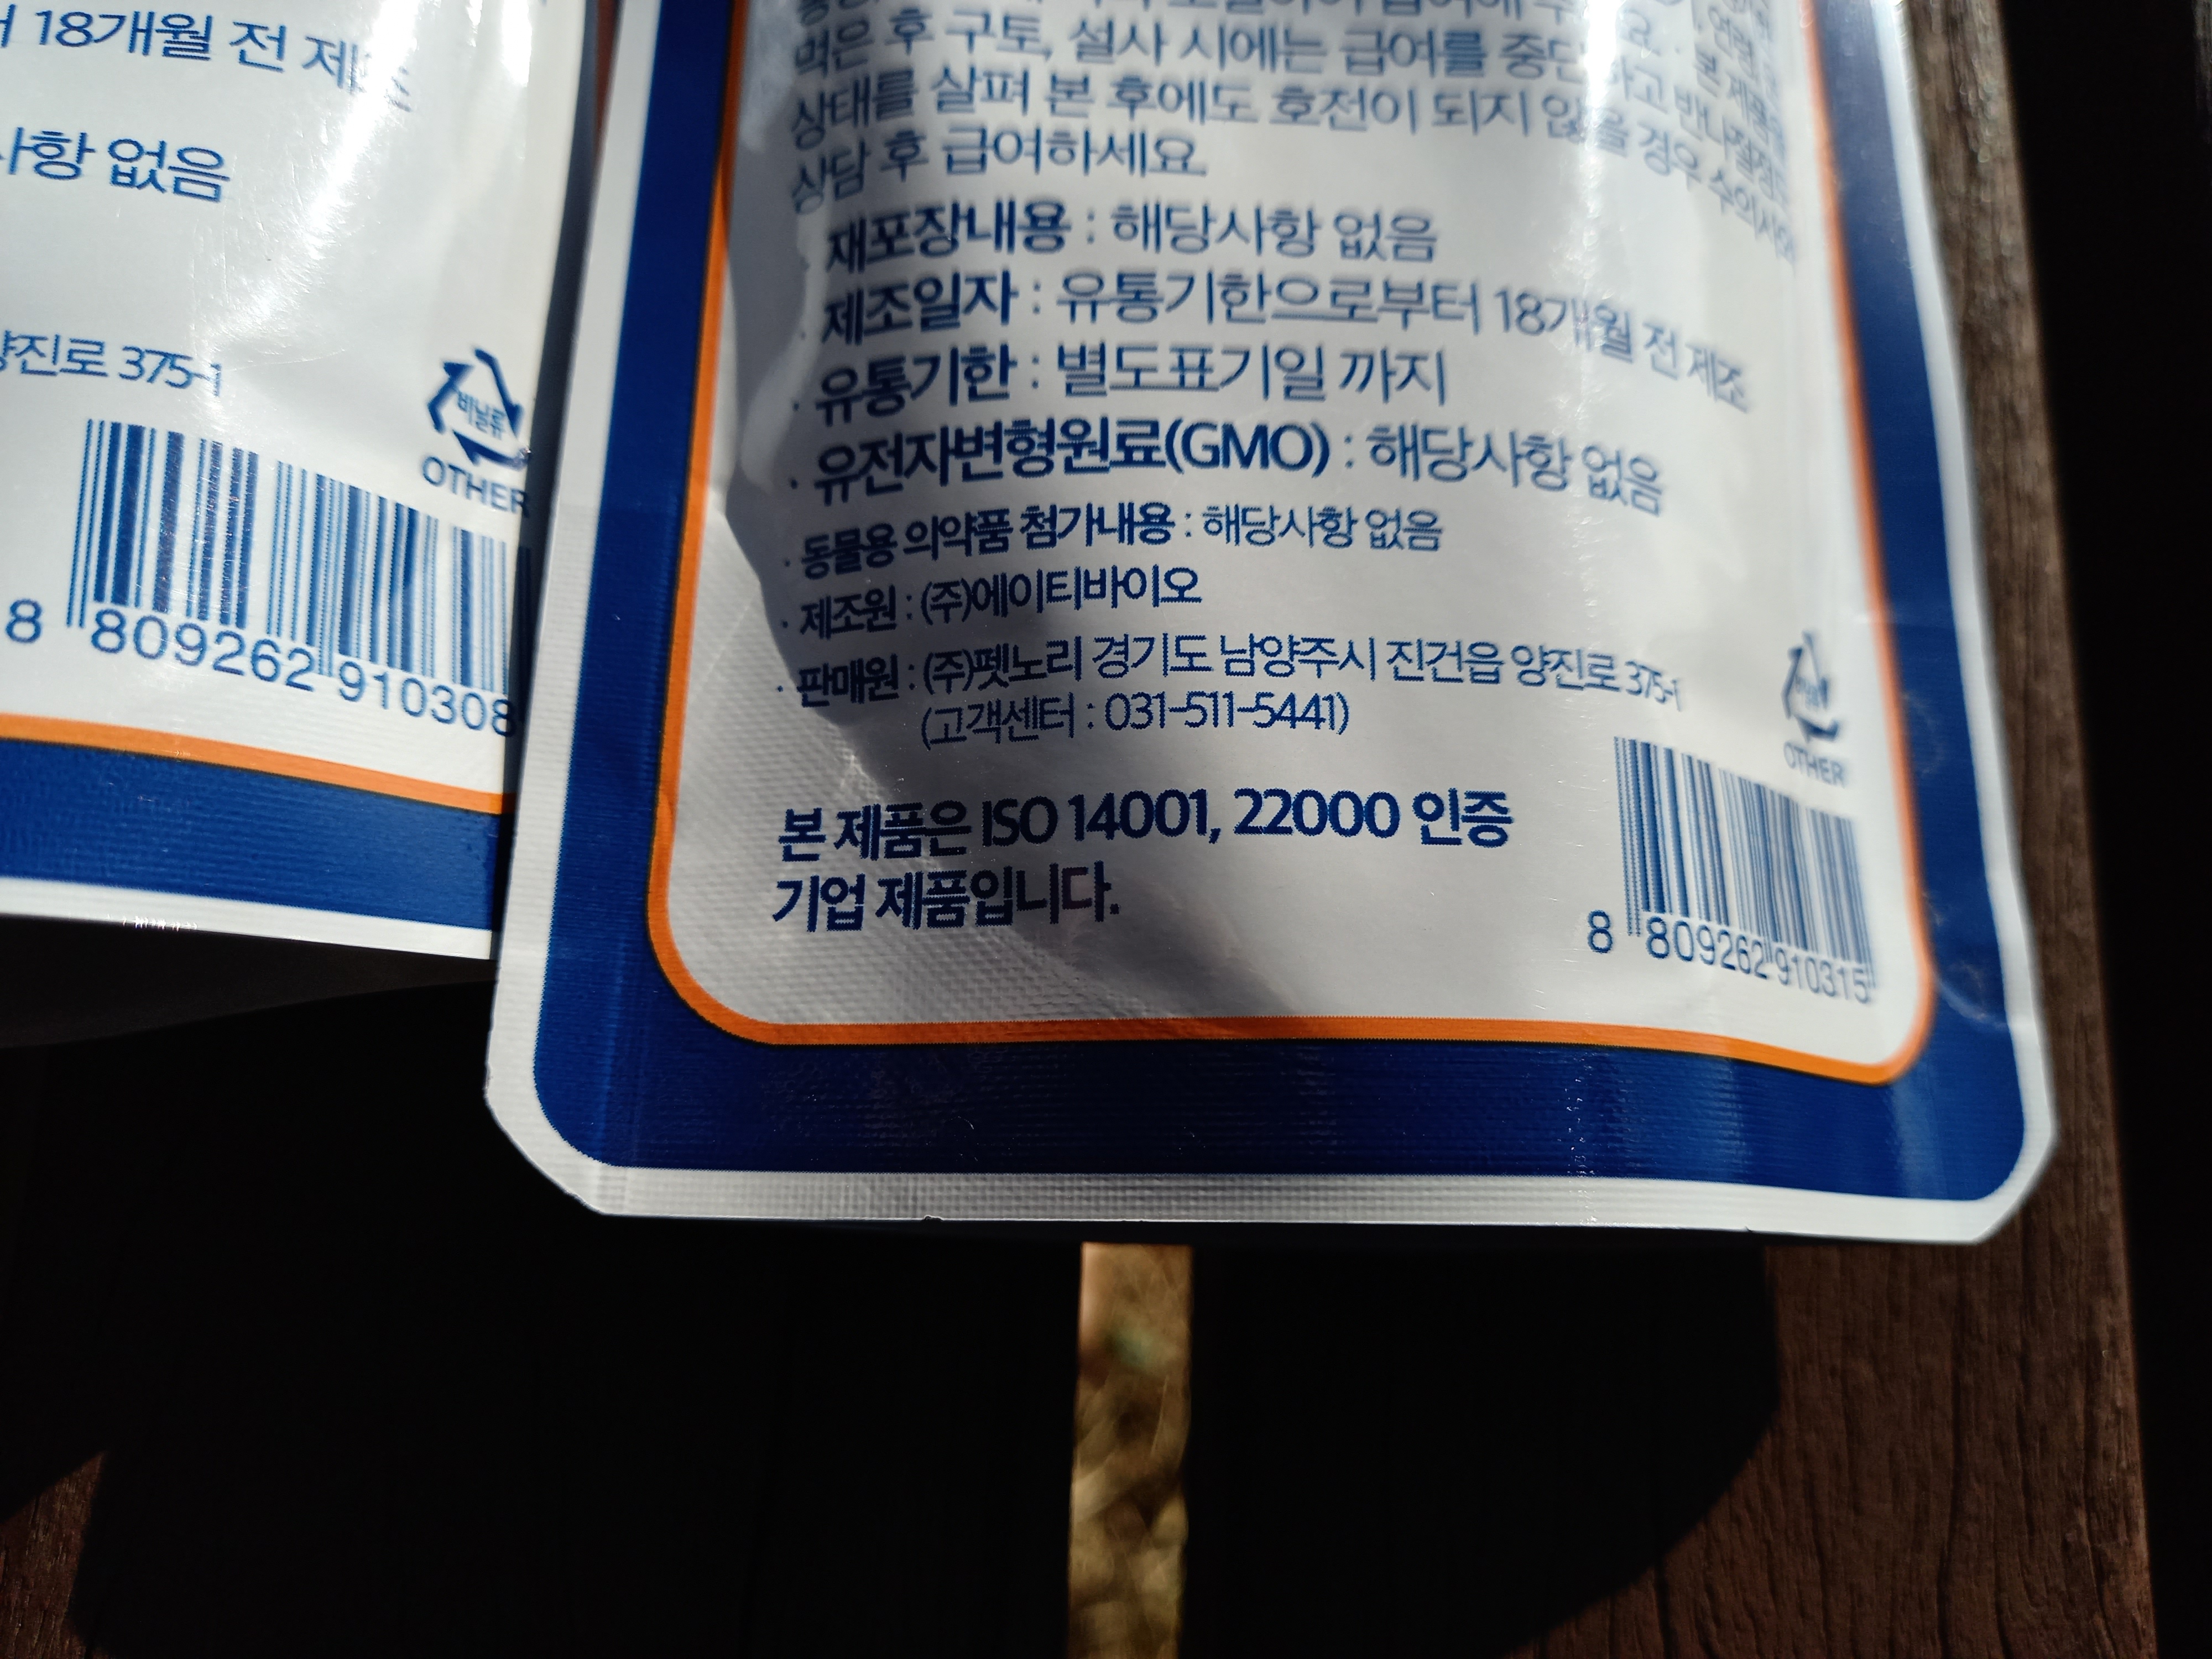 18개월 전 제조
사항 없음
양진로 375-1
비닐류
OTHER
8 809262 910308
먹은 후 구토, 설사 시에는 급여를 중단하고 반나절정도
상태를 살펴 본 후에도 호전이 되지 않을 경우 수의사와
상담 후 급여하세요.
· 재포장내용 : 해당사항 없음
· 제조일자 : 유통기한으로부터 18개월 전 제조
· 유통기한 : 별도표기일 까지
· 유전자변형원료(GMO) : 해당사항 없음
· 동물용 의약품 첨가내용 : 해당사항 없음
· 제조원 : (주)에이티바이오
· 판매원 : (주)펫노리 경기도 남양주시 진건읍 양진로 375-1
(고객센터 : 031-511-5441)
본 제품은 ISO 14001, 22000 인증
기업 제품입니다.
OTHER
8 809262 910315